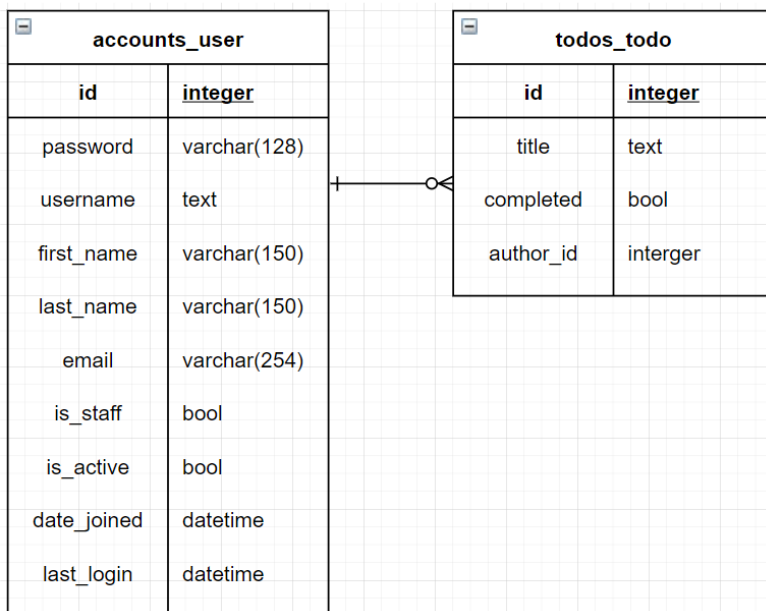 accounts_user
id integer
password varchar(128)
username text
first_name varchar(150)
last_name varchar(150)
email varchar(254)
is_staff bool
is_active bool
date_joined datetime
last_login datetime
todos_todo
id integer
title text
completed bool
author_id interger